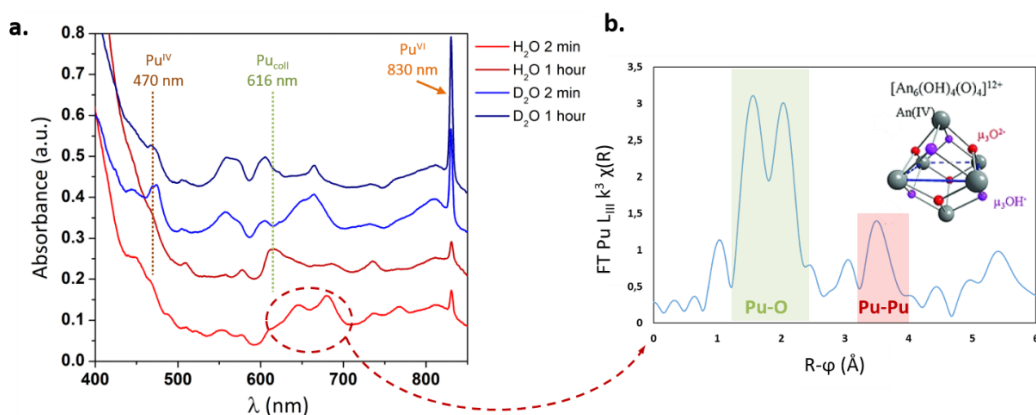 a.
Absorbance (a.u.)
0.8
0.7
0.6
0.5
0.4
0.3
0.2
0.1
0.0
400
500
600
700
800
λ (nm)
Pu^IV
470 nm
Pu_coll
616 nm
Pu^VI
830 nm
H₂O 2 min
H₂O 1 hour
D₂O 2 min
D₂O 1 hour
b.
FT Pu L_III k³ χ(R)
3,5
3
2,5
2
1,5
1
0,5
0
0
1
2
3
4
5
6
R-φ (Å)
Pu-O
Pu-Pu
[An₆(OH)₄(O)₄]¹²⁺
An(IV)
μ₃O²⁻
μ₃OH⁻